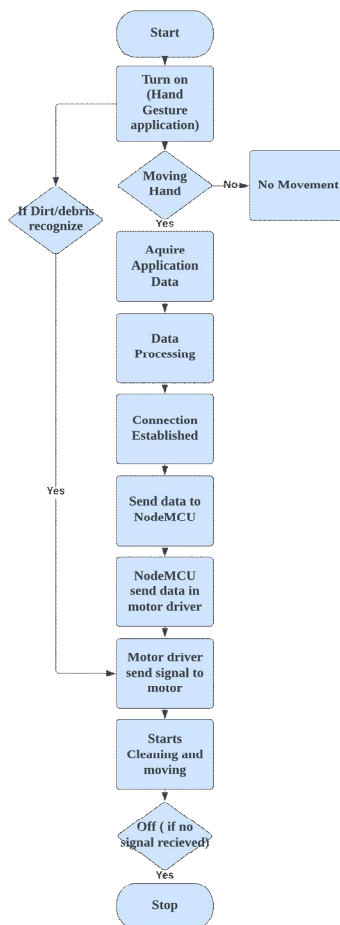 Start
Turn on
(Hand
Gesture
application)
Moving
Hand
No
No Movement
Yes
If Dirt/debris
recognize
Aquire
Application
Data
Data
Processing
Connection
Established
Send data to
NodeMCU
Yes
NodeMCU
send data in
motor driver
Motor driver
send signal to
motor
Starts
Cleaning and
moving
Off ( if no
signal recieved)
Yes
Stop